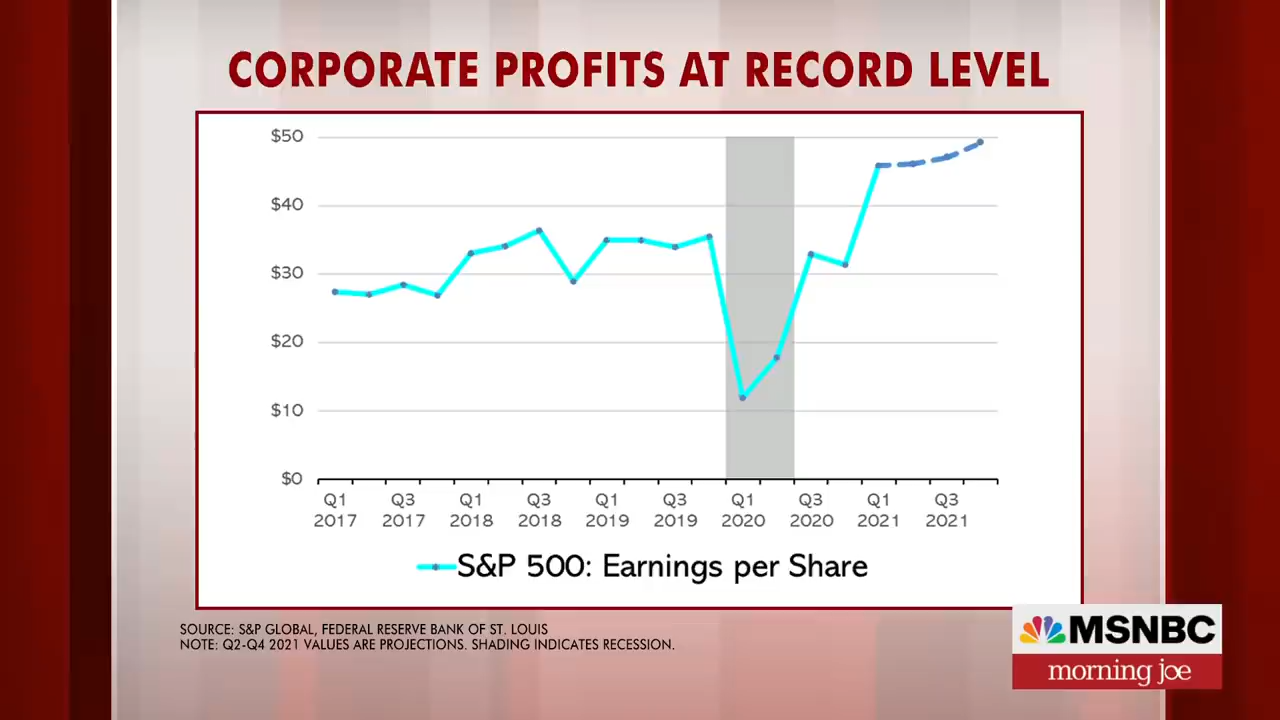 CORPORATE PROFITS AT RECORD LEVEL
$50
$40
$30
$20
$10
$0
Q1 Q3 Q1 Q3 Q1 Q3 Q1 Q3 Q1 Q3
2017 2017 2018 2018 2019 2019 2020 2020 2021 2021
S&P 500: Earnings per Share
SOURCE: S&P GLOBAL, FEDERAL RESERVE BANK OF ST. LOUIS
NOTE: Q2-Q4 2021 VALUES ARE PROJECTIONS. SHADING INDICATES RECESSION.
MSNBC
morning joe